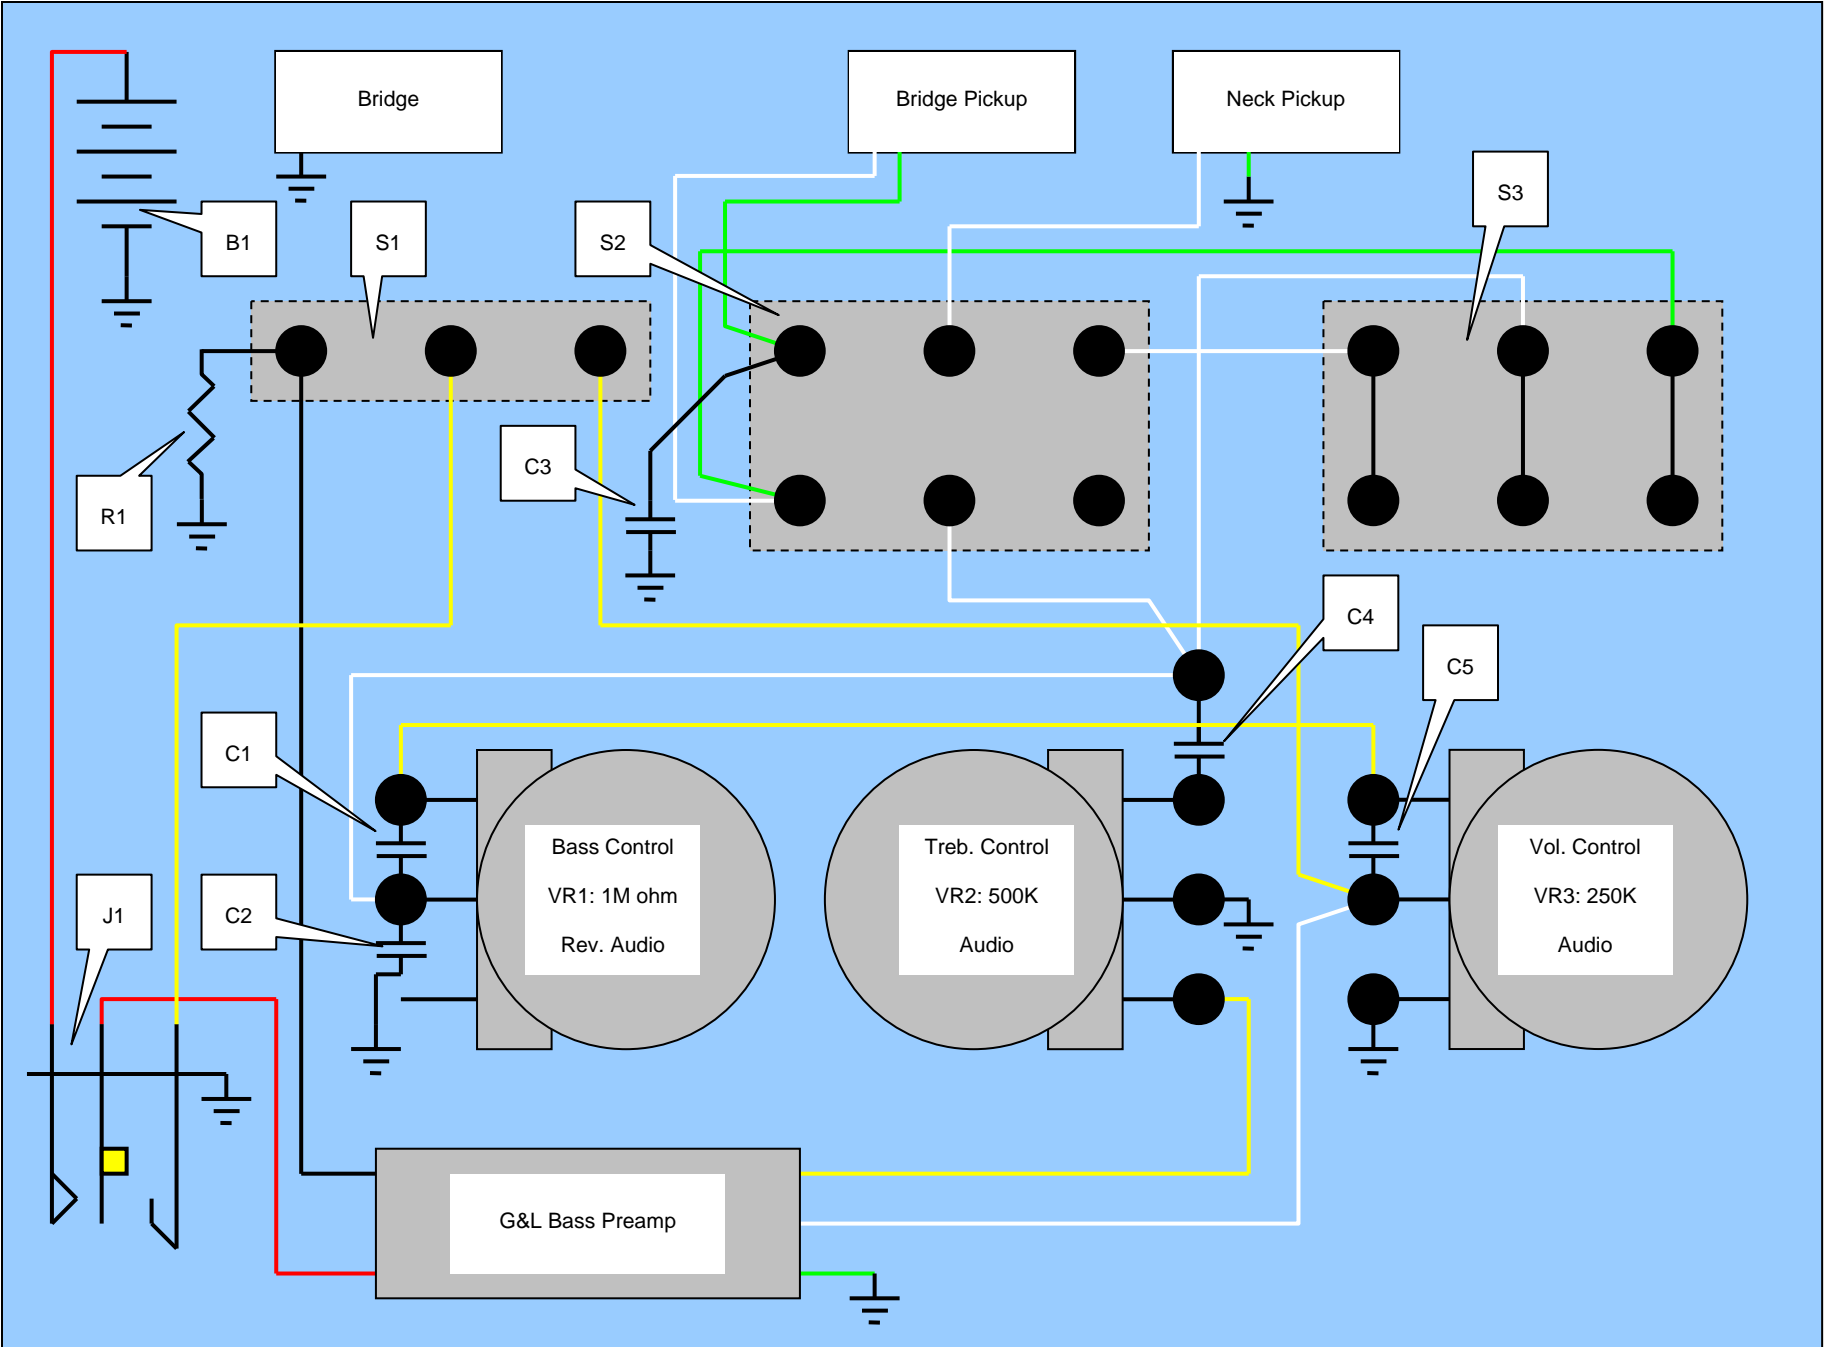 Bridge
Bridge Pickup
Neck Pickup
S3
B1
S1
S2
C3
R1
C4
C5
C1
Bass Control
VR1: 1M ohm
Rev. Audio
Treb. Control
VR2: 500K
Audio
Vol. Control
VR3: 250K
Audio
J1
C2
G&L Bass Preamp